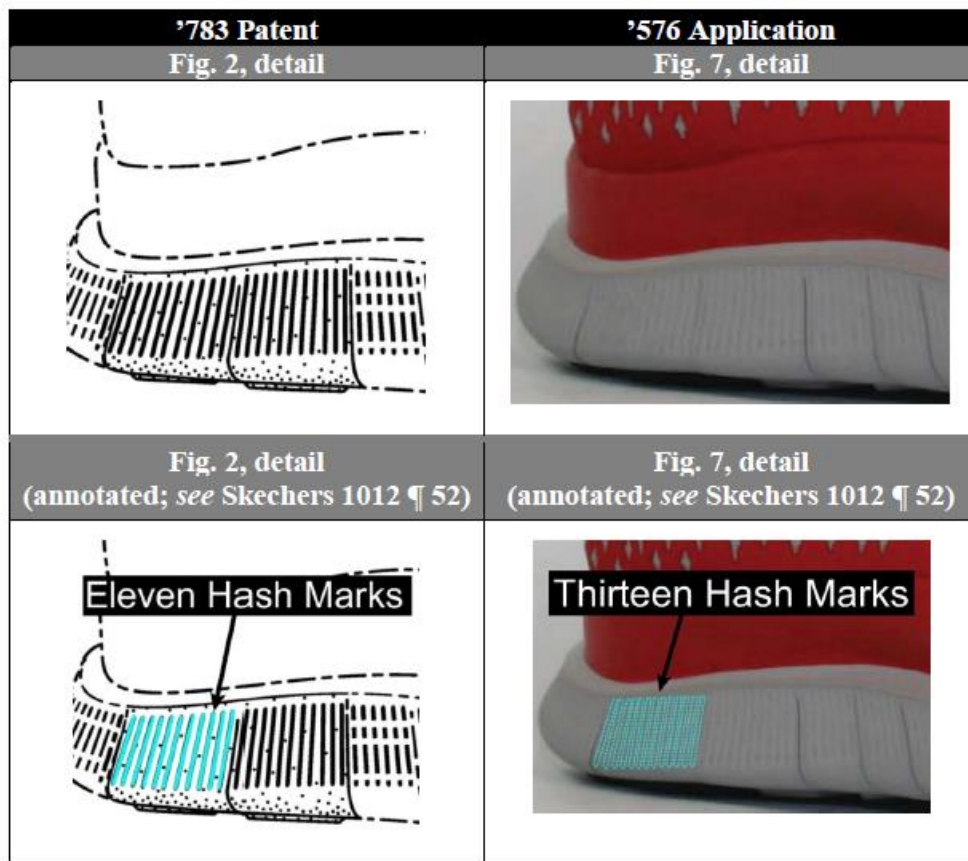 ’783 Patent
’576 Application
Fig. 2, detail
Fig. 7, detail
Fig. 2, detail
(annotated; see Skechers 1012 ¶ 52)
Fig. 7, detail
(annotated; see Skechers 1012 ¶ 52)
Eleven Hash Marks
Thirteen Hash Marks